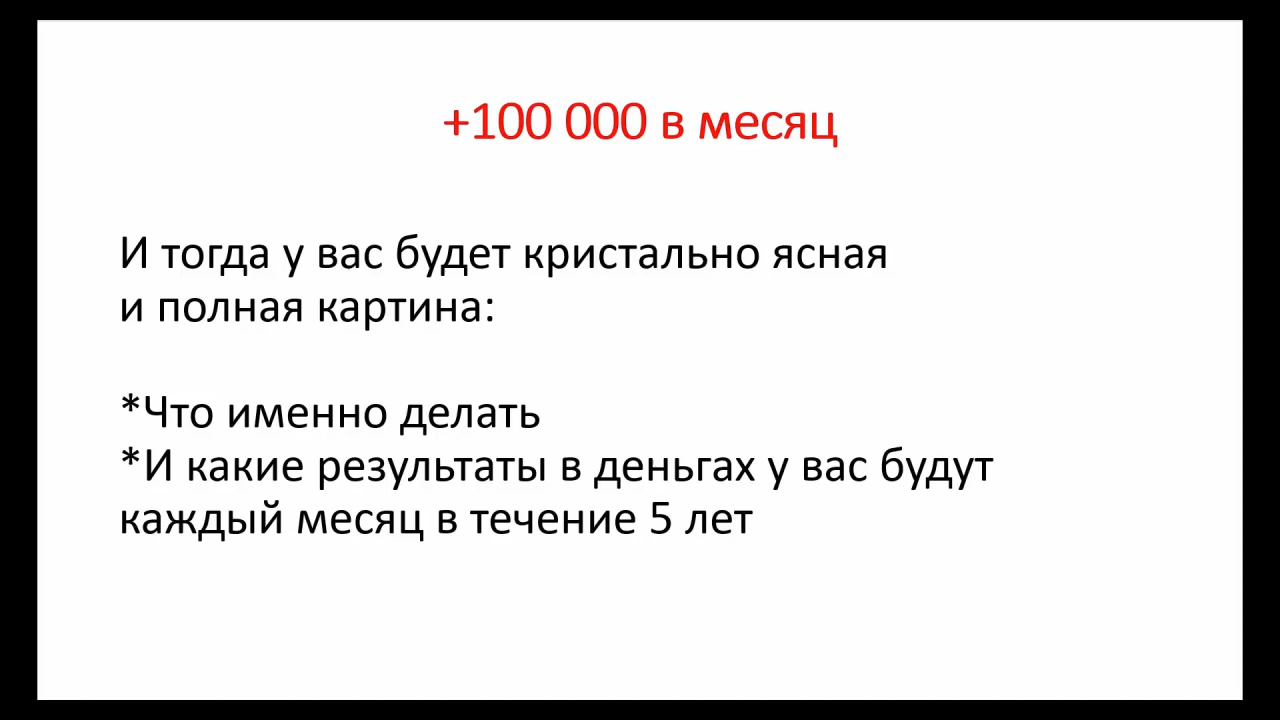 +100 000 в месяц
И тогда у вас будет кристально ясная
и полная картина:
*Что именно делать
*И какие результаты в деньгах у вас будут
каждый месяц в течение 5 лет